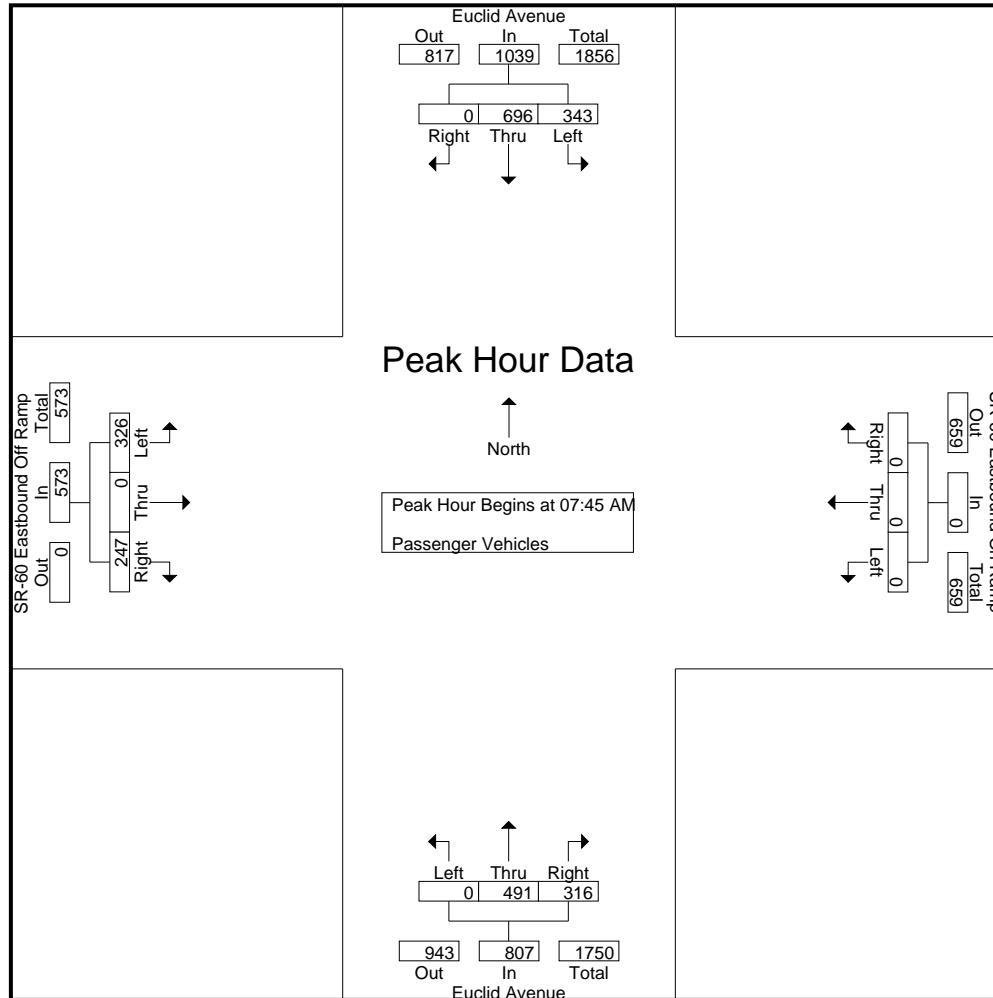 Euclid Avenue
Out In Total
817 1039 1856
0 696 343
Right Thru Left
Peak Hour Data
North
Peak Hour Begins at 07:45 AM
Passenger Vehicles
SR-60 Eastbound Off Ramp
Out In Total
0 573 573
326 0 247
Left Thru Right
Out In Total
659 0 659
0 0 0
Right Thru Left
Left Thru Right
0 491 316
943 807 1750
Out In Total
Euclid Avenue